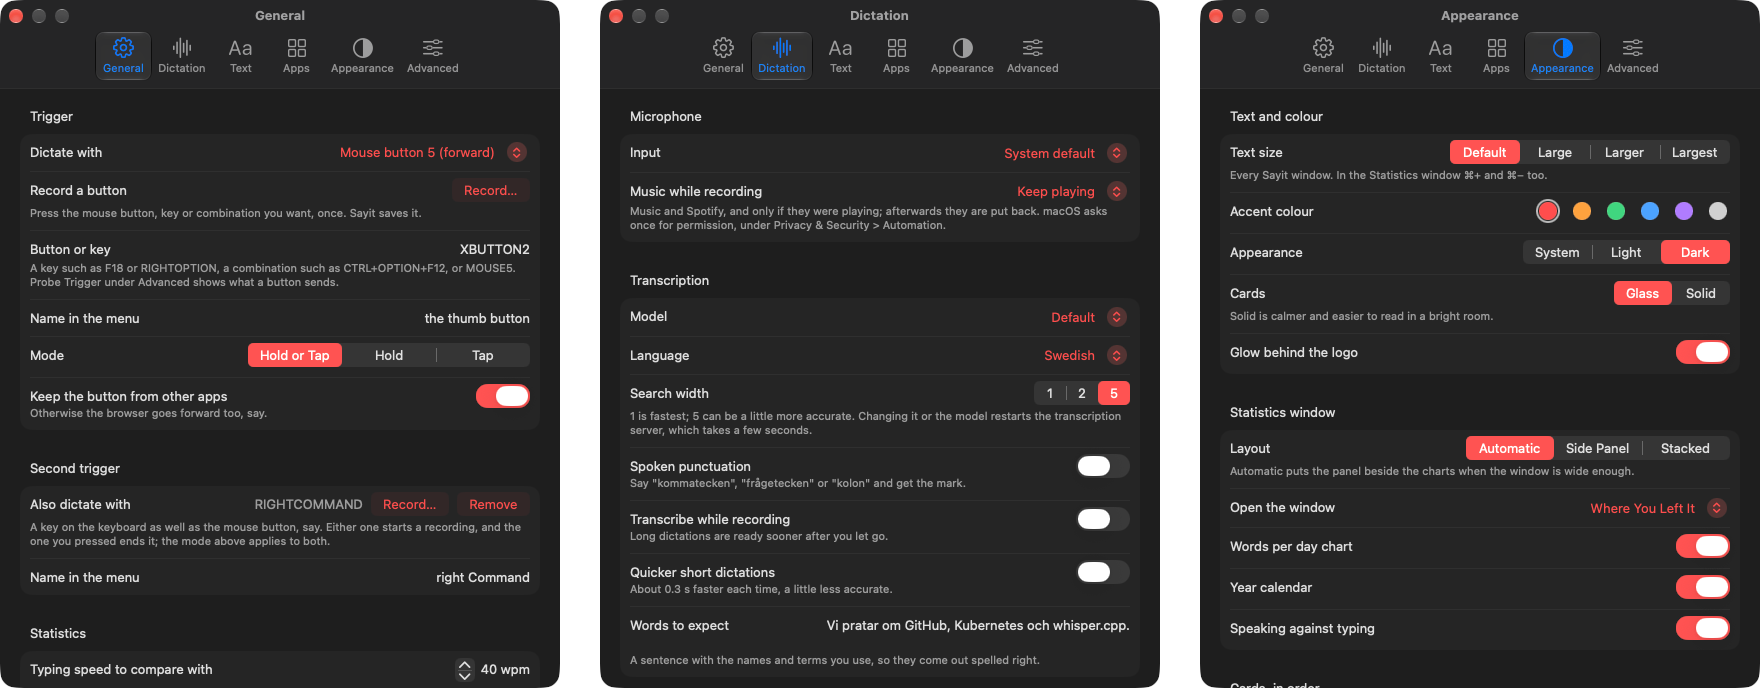 General
General Dictation Text Apps Appearance Advanced
Trigger
Dictate with Mouse button 5 (forward)
Record a button Record...
Press the mouse button, key or combination you want, once. Sayit saves it.
Button or key XBUTTON2
A key such as F18 or RIGHTOPTION, a combination such as CTRL+OPTION+F12, or MOUSE5.
Probe Trigger under Advanced shows what a button sends.
Name in the menu the thumb button
Mode Hold or Tap Hold Tap
Keep the button from other apps
Otherwise the browser goes forward too, say.
Second trigger
Also dictate with RIGHTCOMMAND Record... Remove
A key on the keyboard as well as the mouse button, say. Either one starts a recording, and the
one you pressed ends it; the mode above applies to both.
Name in the menu right Command
Statistics
Typing speed to compare with 40 wpm
Dictation
General Dictation Text Apps Appearance Advanced
Microphone
Input System default
Music while recording Keep playing
Music and Spotify, and only if they were playing; afterwards they are put back. macOS asks
once for permission, under Privacy & Security > Automation.
Transcription
Model Default
Language Swedish
Search width 1 2 5
1 is fastest; 5 can be a little more accurate. Changing it or the model restarts the transcription
server, which takes a few seconds.
Spoken punctuation
Say "kommatecken", "frågetecken" or "kolon" and get the mark.
Transcribe while recording
Long dictations are ready sooner after you let go.
Quicker short dictations
About 0.3 s faster each time, a little less accurate.
Words to expect Vi pratar om GitHub, Kubernetes och whisper.cpp.
A sentence with the names and terms you use, so they come out spelled right.
Appearance
General Dictation Text Apps Appearance Advanced
Text and colour
Text size Default Large Larger Largest
Every Sayit window. In the Statistics window ⌘+ and ⌘− too.
Accent colour
Appearance System Light Dark
Cards Glass Solid
Solid is calmer and easier to read in a bright room.
Glow behind the logo
Statistics window
Layout Automatic Side Panel Stacked
Automatic puts the panel beside the charts when the window is wide enough.
Open the window Where You Left It
Words per day chart
Year calendar
Speaking against typing
Cards, in order